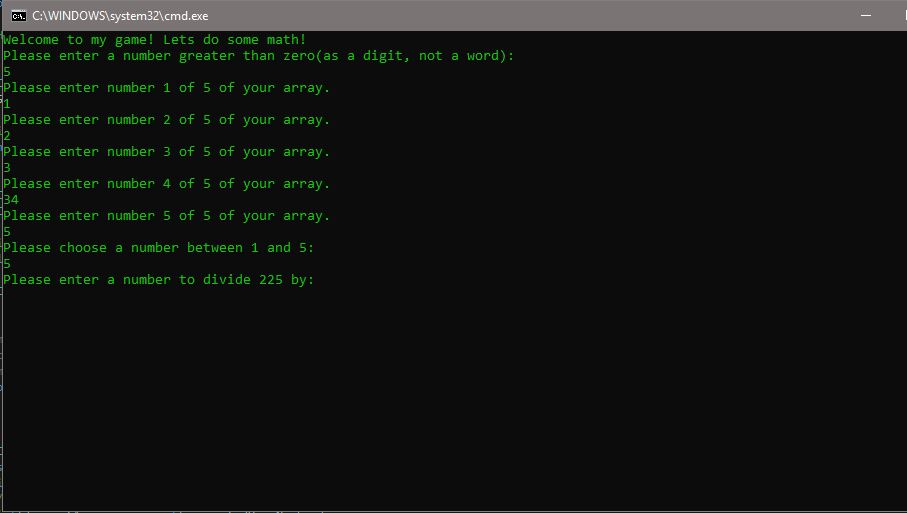 C:\WINDOWS\system32\cmd.exe
Welcome to my game! Lets do some math!
Please enter a number greater than zero(as a digit, not a word):
5
Please enter number 1 of 5 of your array.
1
Please enter number 2 of 5 of your array.
2
Please enter number 3 of 5 of your array.
3
Please enter number 4 of 5 of your array.
34
Please enter number 5 of 5 of your array.
5
Please choose a number between 1 and 5:
5
Please enter a number to divide 225 by: